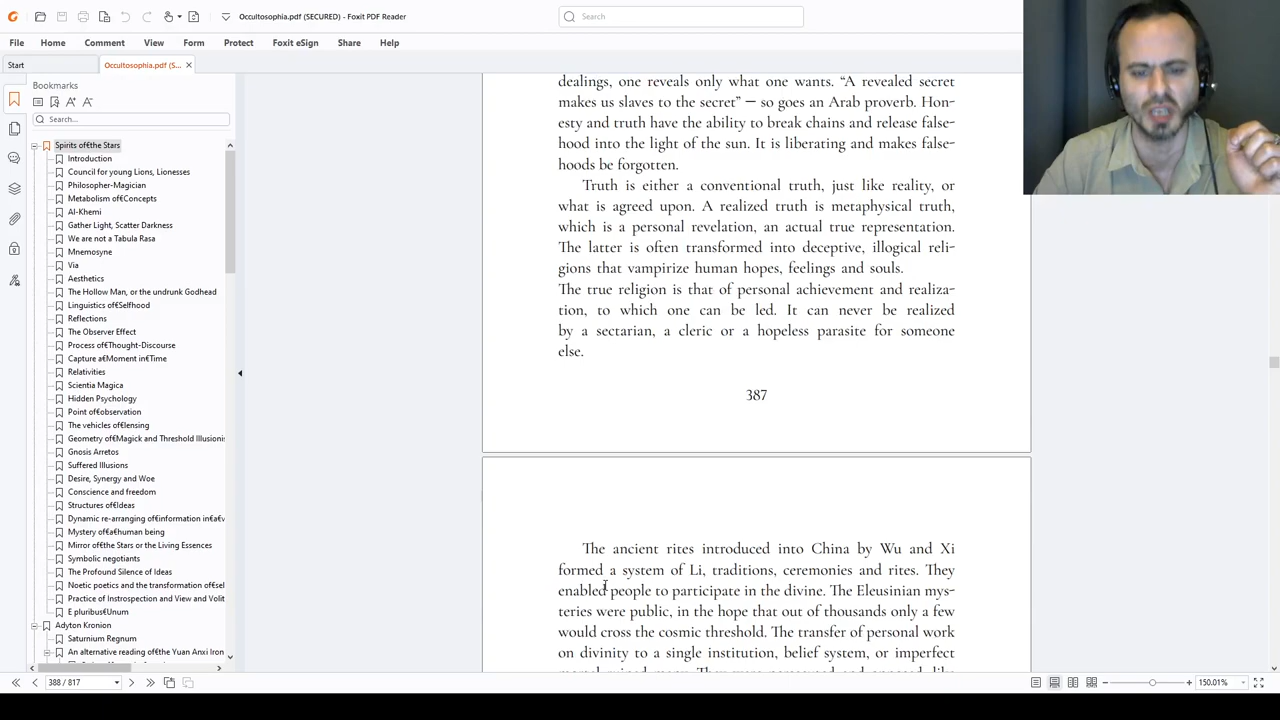 Occultosophia.pdf (SECURED) - Foxit PDF Reader
Search
File
Home
Comment
View
Form
Protect
Foxit eSign
Share
Help
Start
Occultosophia.pdf (S...
Bookmarks
Search...
Spirits of€the Stars
Introduction
Council for young Lions, Lionesses
Philosopher-Magician
Metabolism of€Concepts
Al-Khemi
Gather Light, Scatter Darkness
We are not a Tabula Rasa
Mnemosyne
Via
Aesthetics
The Hollow Man, or the undrunk Godhead
Linguistics of€Selfhood
Reflections
The Observer Effect
Process of€Thought-Discourse
Capture a€Moment in€Time
Relativities
Scientia Magica
Hidden Psychology
Point of€observation
The vehicles of€lensing
Geometry of€Magick and Threshold Illusioni
Gnosis Arretos
Suffered Illusions
Desire, Synergy and Woe
Conscience and freedom
Structures of€Ideas
Dynamic re-arranging of€information in€a€v
Mystery of€a€human being
Mirror of€the Stars or the Living Essences
Symbolic negotiants
The Profound Silence of Ideas
Noetic poetics and the transformation of€sel
Practice of Instrospection and View and Volit
E pluribus€Unum
Adyton Kronion
Saturnium Regnum
An alternative reading of€the Yuan Anxi Iron
dealings, one reveals only what one wants. “A revealed secret
makes us slaves to the secret” — so goes an Arab proverb. Hon-
esty and truth have the ability to break chains and release false-
hood into the light of the sun. It is liberating and makes false-
hoods be forgotten.
Truth is either a conventional truth, just like reality, or
what is agreed upon. A realized truth is metaphysical truth,
which is a personal revelation, an actual true representation.
The latter is often transformed into deceptive, illogical reli-
gions that vampirize human hopes, feelings and souls.
The true religion is that of personal achievement and realiza-
tion, to which one can be led. It can never be realized
by a sectarian, a cleric or a hopeless parasite for someone
else.
387
The ancient rites introduced into China by Wu and Xi
formed a system of Li, traditions, ceremonies and rites. They
enabled people to participate in the divine. The Eleusinian mys-
teries were public, in the hope that out of thousands only a few
would cross the cosmic threshold. The transfer of personal work
on divinity to a single institution, belief system, or imperfect
388 / 817
150.01%